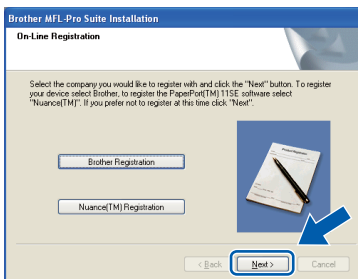 Brother MFL-Pro Suite Installation
On-Line Registration
Select the company you would like to register with and click the "Next" button. To register
your device select Brother, to register the PaperPort(TM) 11SE software select
"Nuance(TM)". If you prefer not to register at this time click "Next".
Brother Registration
Nuance(TM) Registration
< Back
Next >
Cancel